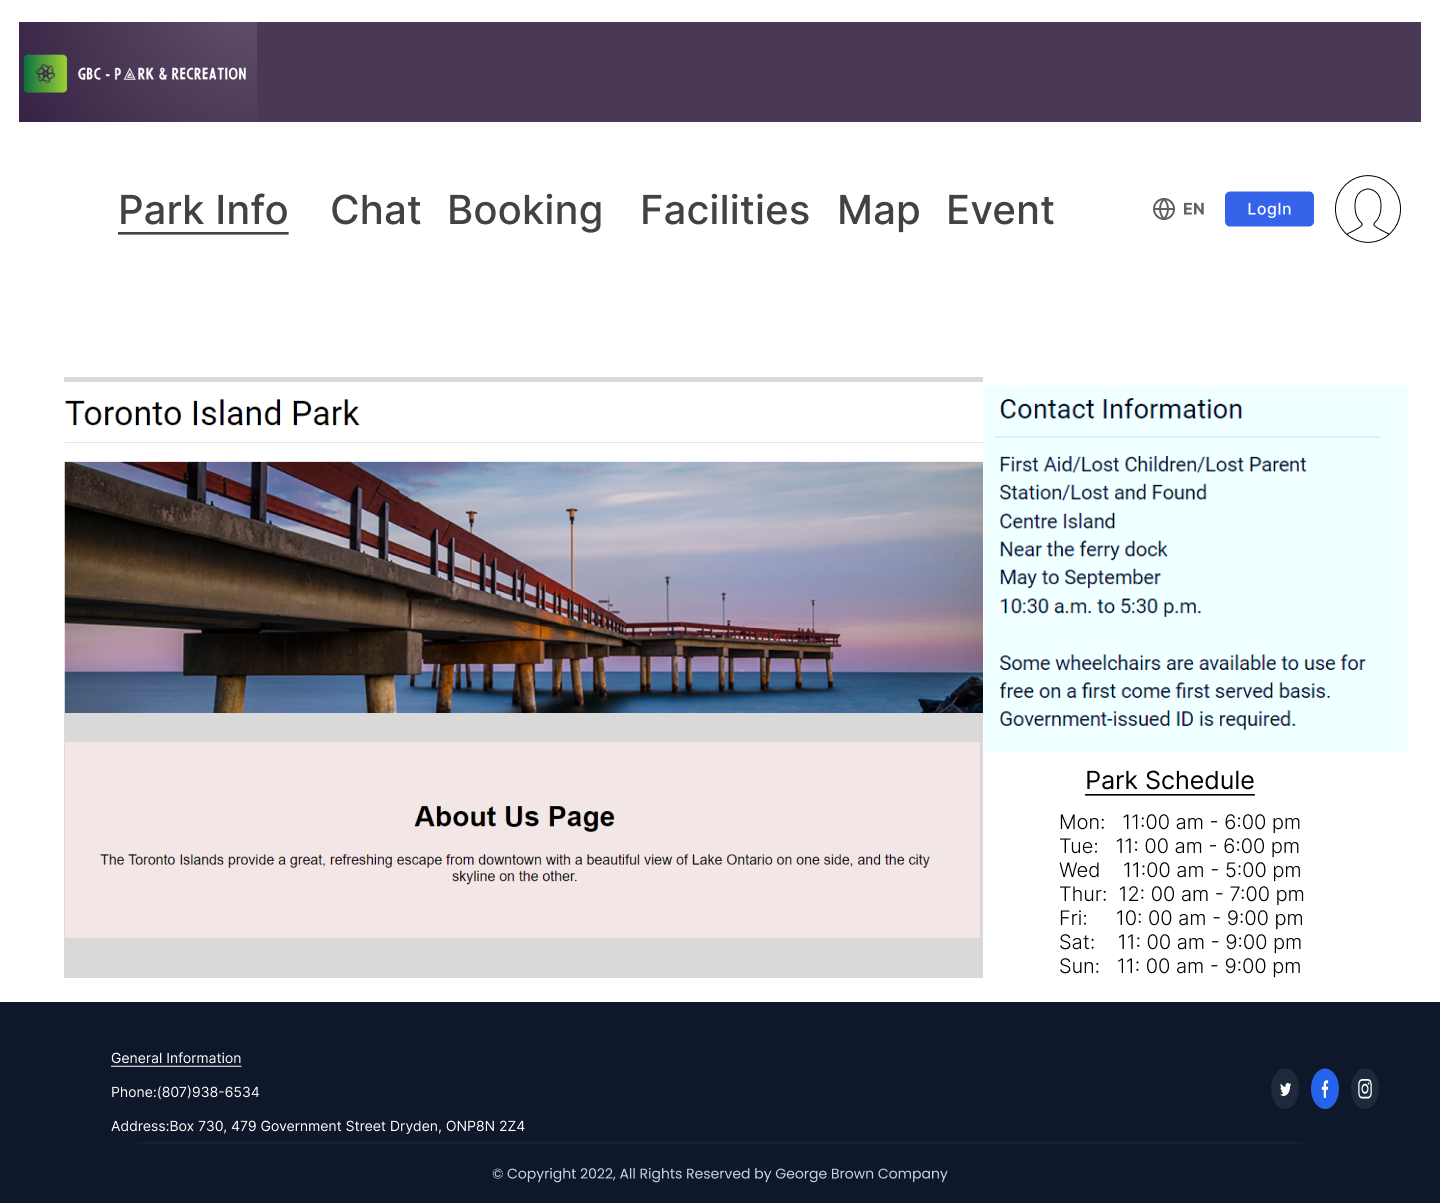 GBC - PARK & RECREATION
Park Info Chat Booking Facilities Map Event EN LogIn
Toronto Island Park
About Us Page
The Toronto Islands provide a great, refreshing escape from downtown with a beautiful view of Lake Ontario on one side, and the city
skyline on the other.
Contact Information
First Aid/Lost Children/Lost Parent
Station/Lost and Found
Centre Island
Near the ferry dock
May to September
10:30 a.m. to 5:30 p.m.
Some wheelchairs are available to use for
free on a first come first served basis.
Government-issued ID is required.
Park Schedule
Mon: 11:00 am - 6:00 pm
Tue: 11: 00 am - 6:00 pm
Wed 11:00 am - 5:00 pm
Thur: 12: 00 am - 7:00 pm
Fri: 10: 00 am - 9:00 pm
Sat: 11: 00 am - 9:00 pm
Sun: 11: 00 am - 9:00 pm
General Information
Phone:(807)938-6534
Address:Box 730, 479 Government Street Dryden, ONP8N 2Z4
© Copyright 2022, All Rights Reserved by George Brown Company